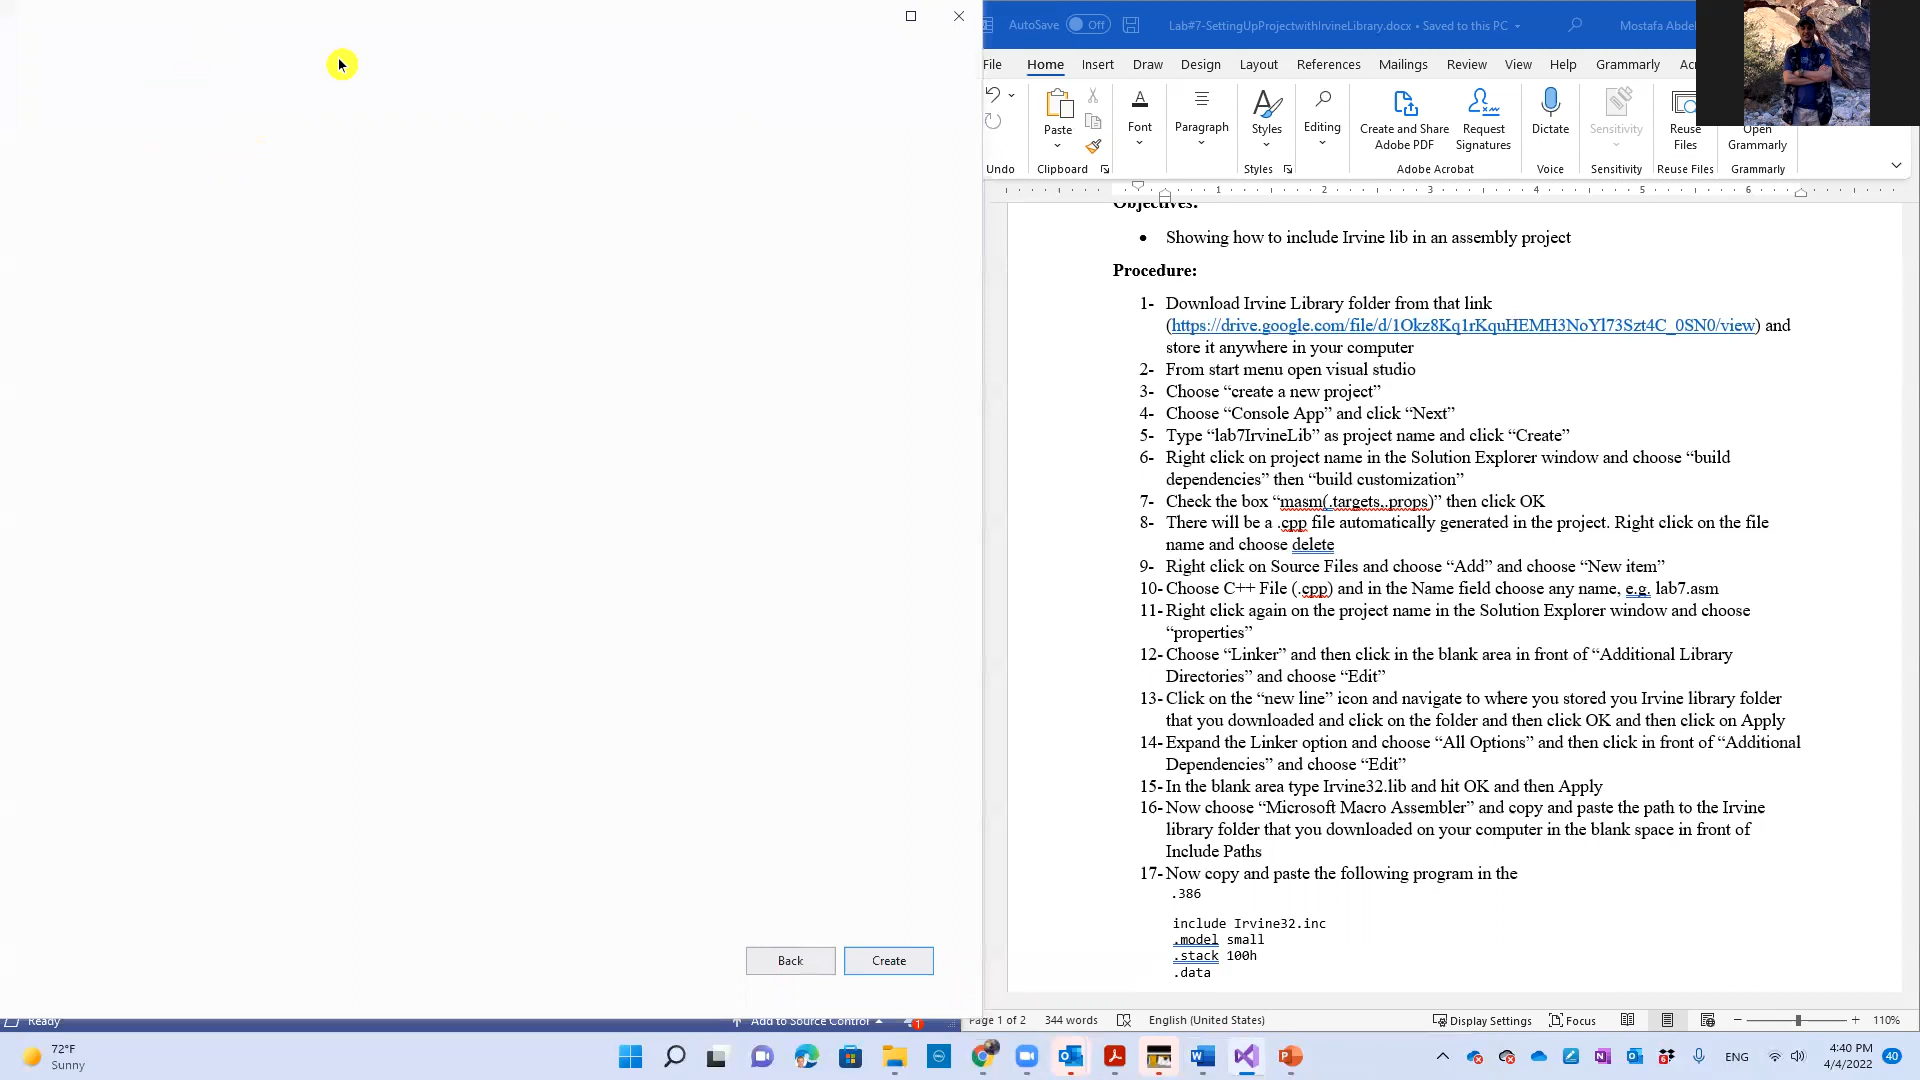 AutoSave Off Lab#7-SettingUpProjectwithIrvineLibrary.docx • Saved to this PC Mostafa Abdel
File Home Insert Draw Design Layout References Mailings Review View Help Grammarly
Paste Font Paragraph Styles Editing Create and Share Adobe PDF Request Signatures Dictate Sensitivity Reuse Files Open Grammarly
Undo Clipboard Styles Adobe Acrobat Voice Sensitivity Reuse Files Grammarly
1 2 3 4 5 6
Objectives:
• Showing how to include Irvine lib in an assembly project
Procedure:
1- Download Irvine Library folder from that link
(https://drive.google.com/file/d/1Okz8Kq1rKquHEMH3NoYl73Szt4C_0SN0/view) and
store it anywhere in your computer
2- From start menu open visual studio
3- Choose “create a new project”
4- Choose “Console App” and click “Next”
5- Type “lab7IrvineLib” as project name and click “Create”
6- Right click on project name in the Solution Explorer window and choose “build
dependencies” then “build customization”
7- Check the box “masm(.targets,.props)” then click OK
8- There will be a .cpp file automatically generated in the project. Right click on the file
name and choose delete
9- Right click on Source Files and choose “Add” and choose “New item”
10- Choose C++ File (.cpp) and in the Name field choose any name, e.g. lab7.asm
11- Right click again on the project name in the Solution Explorer window and choose
“properties”
12- Choose “Linker” and then click in the blank area in front of “Additional Library
Directories” and choose “Edit”
13- Click on the “new line” icon and navigate to where you stored you Irvine library folder
that you downloaded and click on the folder and then click OK and then click on Apply
14- Expand the Linker option and choose “All Options” and then click in front of “Additional
Dependencies” and choose “Edit”
15- In the blank area type Irvine32.lib and hit OK and then Apply
16- Now choose “Microsoft Macro Assembler” and copy and paste the path to the Irvine
library folder that you downloaded on your computer in the blank space in front of
Include Paths
17- Now copy and paste the following program in the
.386
include Irvine32.inc
.model small
.stack 100h
.data
Back Create
Ready Add to Source Control 1
Page 1 of 2 344 words English (United States) Display Settings Focus 110%
72°F
Sunny
ENG
4:40 PM
4/4/2022
40